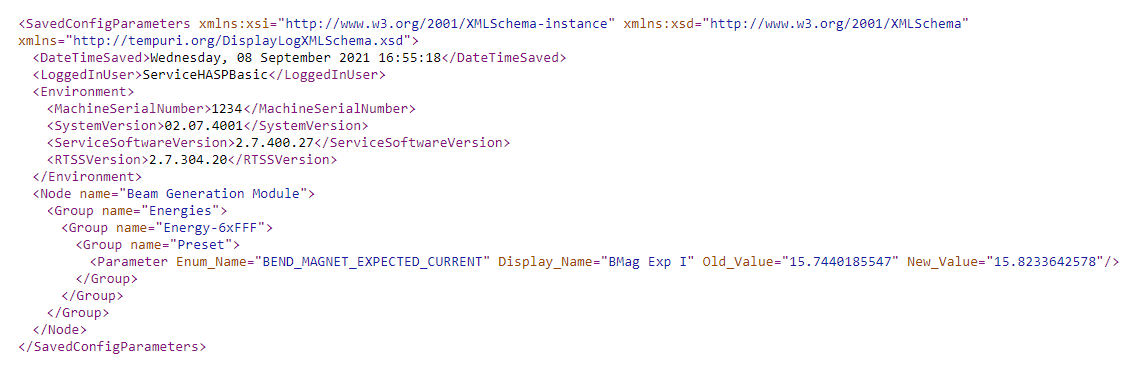 <SavedConfigParameters xmlns:xsi="http://www.w3.org/2001/XMLSchema-instance" xmlns:xsd="http://www.w3.org/2001/XMLSchema"
xmlns="http://tempuri.org/DisplayLogXMLSchema.xsd">
<DateTimeSaved>Wednesday, 08 September 2021 16:55:18</DateTimeSaved>
<LoggedInUser>ServiceHASPBasic</LoggedInUser>
<Environment>
<MachineSerialNumber>1234</MachineSerialNumber>
<SystemVersion>02.07.4001</SystemVersion>
<ServiceSoftwareVersion>2.7.400.27</ServiceSoftwareVersion>
<RTSSVersion>2.7.304.20</RTSSVersion>
</Environment>
<Node name="Beam Generation Module">
<Group name="Energies">
<Group name="Energy-6xFFF">
<Group name="Preset">
<Parameter Enum_Name="BEND_MAGNET_EXPECTED_CURRENT" Display_Name="BMag Exp I" Old_Value="15.7440185547" New_Value="15.8233642578"/>
</Group>
</Group>
</Group>
</Node>
</SavedConfigParameters>